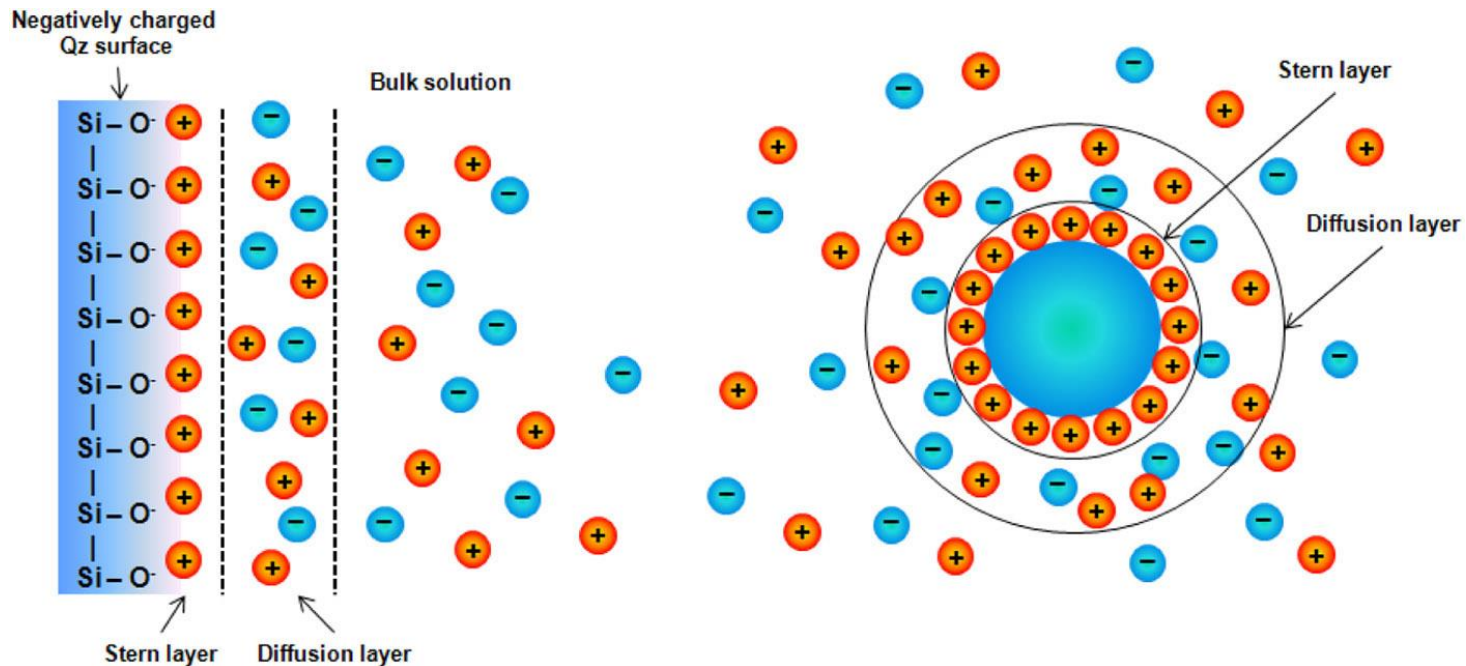 Negatively charged
Qz surface
Bulk solution
Stern layer
Diffusion layer
Si – O-
Si – O-
Si – O-
Si – O-
Si – O-
Si – O-
Si – O-
Si – O-
Stern layer
Diffusion layer